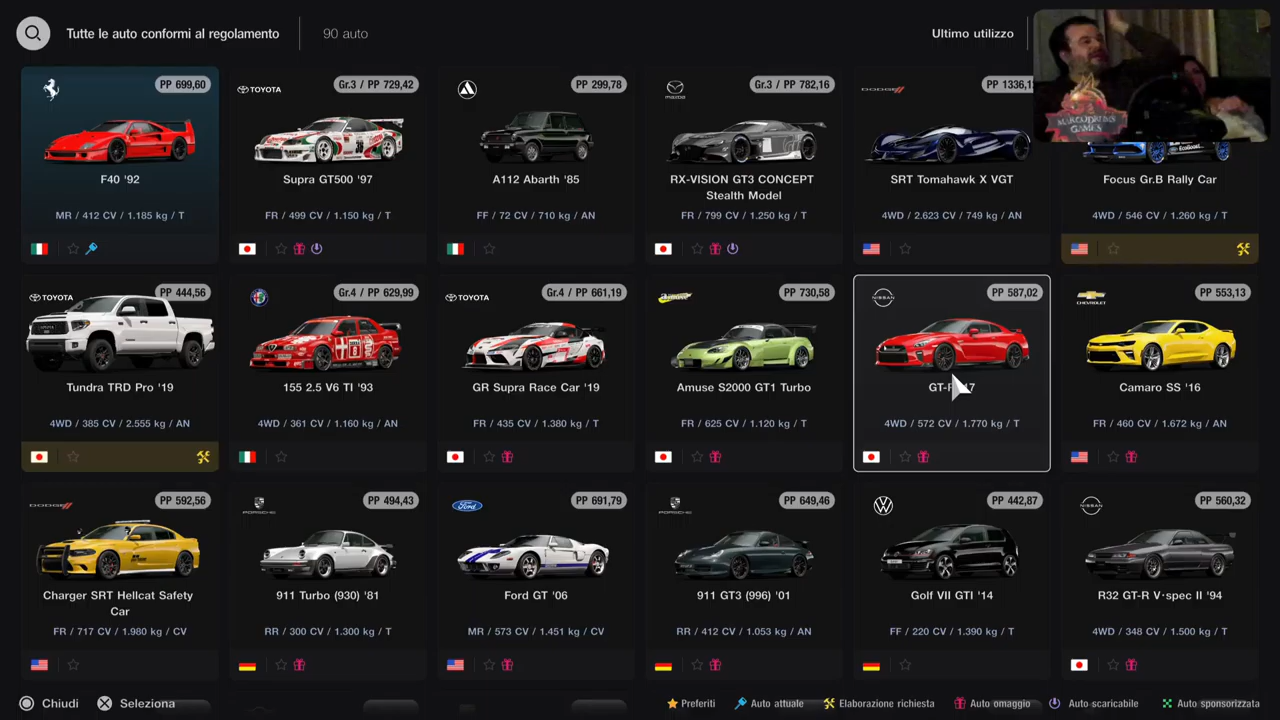 Tutte le auto conformi al regolamento
90 auto
Ultimo utilizzo
PP 699,60
F40 '92
MR / 412 CV / 1.185 kg / T
TOYOTA
Gr.3 / PP 729,42
Supra GT500 '97
FR / 499 CV / 1.150 kg / T
PP 299,78
A112 Abarth '85
FF / 72 CV / 710 kg / AN
mazda
Gr.3 / PP 782,16
RX-VISION GT3 CONCEPT
Stealth Model
FR / 799 CV / 1.250 kg / T
DODGE
PP 1336,1
SRT Tomahawk X VGT
4WD / 2.623 CV / 749 kg / AN
MARCODRUMS
GAMES
EcoBoost
Focus Gr.B Rally Car
4WD / 546 CV / 1.260 kg / T
TOYOTA
PP 444,56
Tundra TRD Pro '19
4WD / 385 CV / 2.555 kg / AN
Gr.4 / PP 629,99
155 2.5 V6 TI '93
4WD / 361 CV / 1.160 kg / AN
TOYOTA
Gr.4 / PP 661,19
GR Supra Race Car '19
FR / 435 CV / 1.380 kg / T
PP 730,58
Amuse S2000 GT1 Turbo
FR / 625 CV / 1.120 kg / T
NISSAN
PP 587,02
GT-R '17
4WD / 572 CV / 1.770 kg / T
CHEVROLET
PP 553,13
Camaro SS '16
FR / 460 CV / 1.672 kg / AN
DODGE
PP 592,56
Charger SRT Hellcat Safety
Car
FR / 717 CV / 1.980 kg / CV
PORSCHE
PP 494,43
911 Turbo (930) '81
RR / 300 CV / 1.300 kg / T
Ford
PP 691,79
Ford GT '06
MR / 573 CV / 1.451 kg / CV
PORSCHE
PP 649,46
911 GT3 (996) '01
RR / 412 CV / 1.053 kg / AN
PP 442,87
Golf VII GTI '14
FF / 220 CV / 1.390 kg / T
NISSAN
PP 560,32
R32 GT-R V·spec II '94
4WD / 348 CV / 1.500 kg / T
Chiudi
Seleziona
Preferiti
Auto attuale
Elaborazione richiesta
Auto omaggio
Auto scaricabile
Auto sponsorizzata